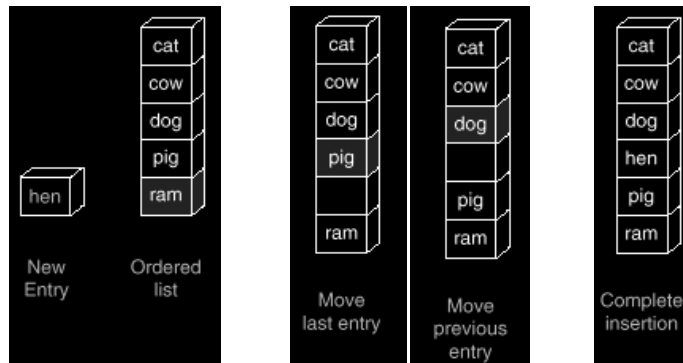 cat
cow
dog
pig
ram
hen
New
Entry
Ordered
list
cat
cow
dog
pig
ram
Move
last entry
cat
cow
dog
pig
ram
Move
previous
entry
cat
cow
dog
hen
pig
ram
Complete
insertion